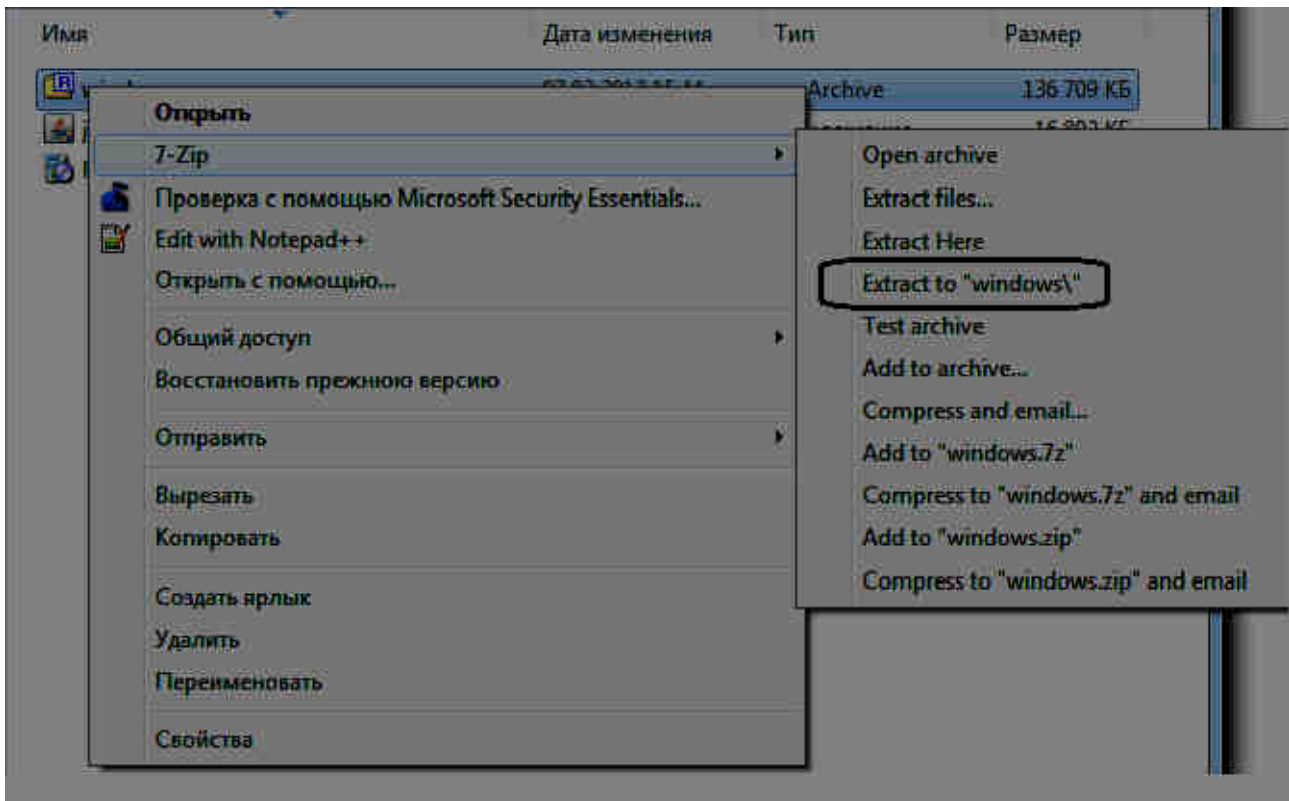 Имя Дата изменения Тип Размер
Archive 136 709 КБ
Открыть
7-Zip
Проверка с помощью Microsoft Security Essentials...
Edit with Notepad++
Открыть с помощью...
Общий доступ
Восстановить прежнюю версию
Отправить
Вырезать
Копировать
Создать ярлык
Удалить
Переименовать
Свойства
Open archive
Extract files...
Extract Here
Extract to "windows\"
Test archive
Add to archive...
Compress and email...
Add to "windows.7z"
Compress to "windows.7z" and email
Add to "windows.zip"
Compress to "windows.zip" and email